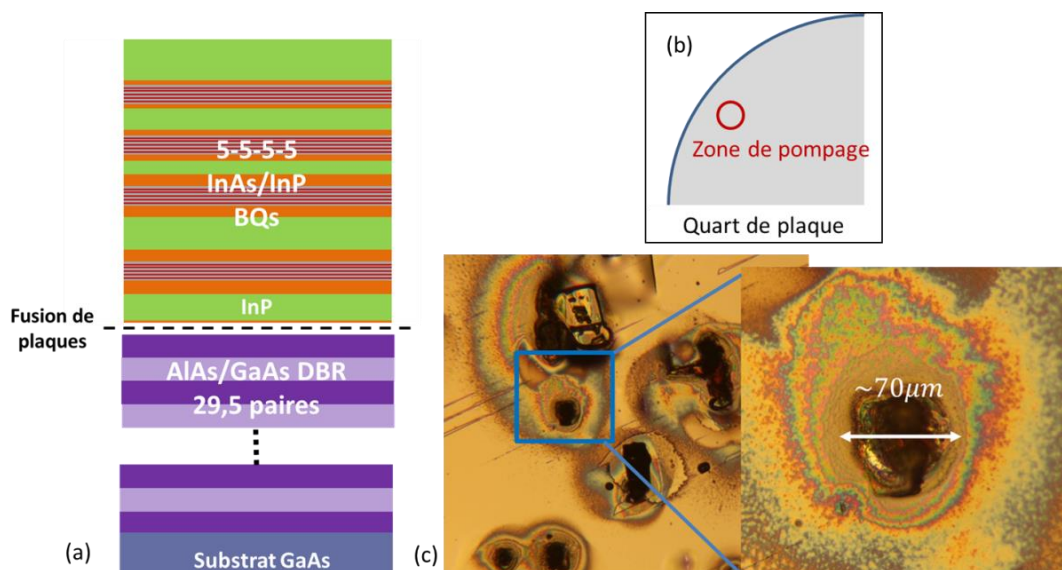 5-5-5-5
InAs/InP
BQs
InP
Fusion de
plaques
AlAs/GaAs DBR
29,5 paires
Substrat GaAs
(a)
(b)
Zone de pompage
Quart de plaque
(c)
~70μm